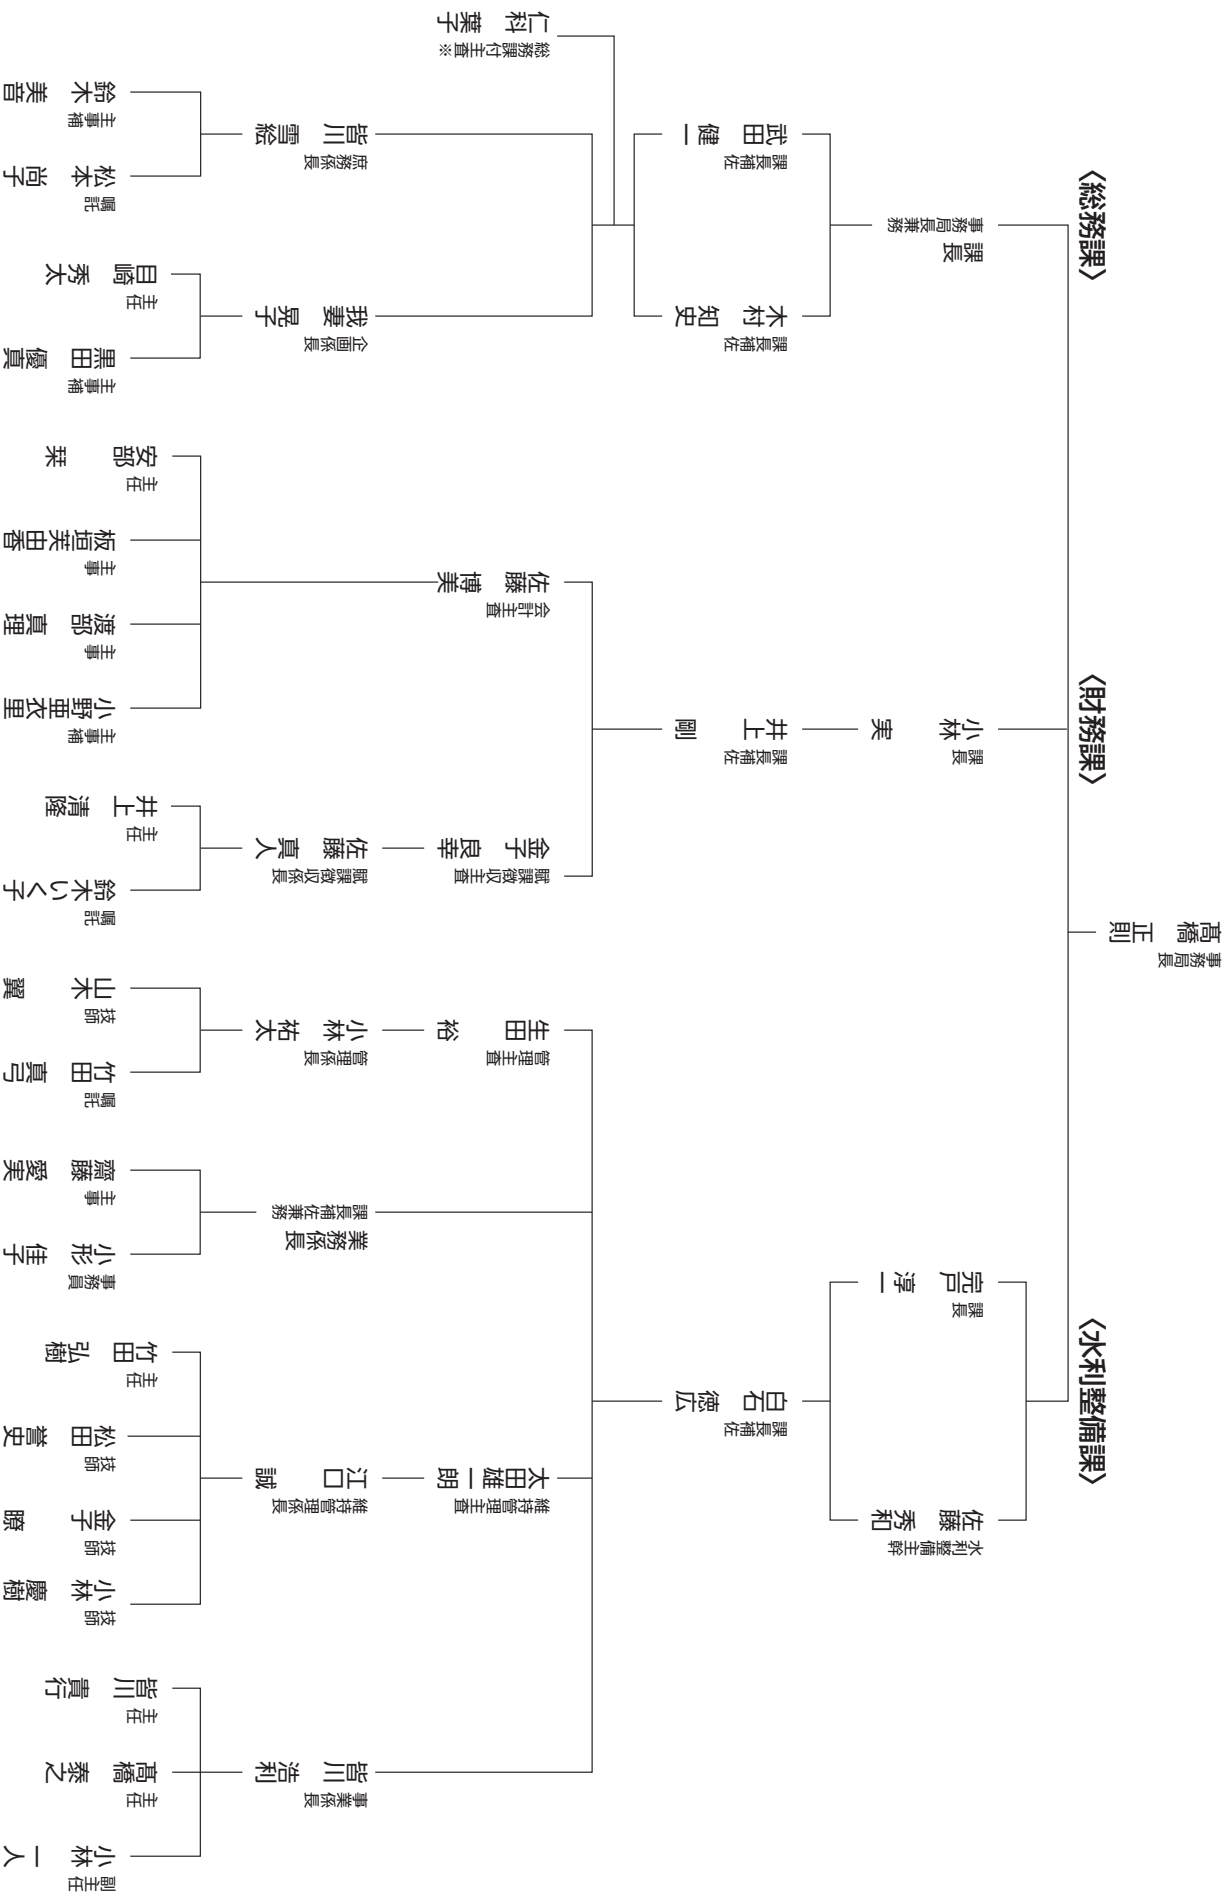 事務局長
髙橋 正則
〈総務課〉
事務局長兼務
課長
課長補佐
武田 健一
課長補佐
木村 知史
総務課付主査※
仁科 葉子
庶務係長
皆川 雪絵
主事補
鈴木 美音
嘱託
松本 尚子
企画係長
我妻 晃子
主任
目崎 秀太
主事補
黒田 優真
〈財務課〉
課長
小林 実
課長補佐
井上 剛
会計主査
佐藤 博美
主任
安部 栞
主事
板垣芙由香
主事
渡部 真理
主事補
小野亜衣里
賦課徴収主査
金子 良幸
賦課徴収係長
佐藤 真人
主任
井上 清隆
嘱託
鈴木いく子
〈水利整備課〉
課長
宍戸 淳一
水利整備主幹
佐藤 秀和
課長補佐
白石 徳広
管理主査
生田 裕
管理係長
小林 祐太
技師
山木 翼
嘱託
竹田 真弓
課長補佐兼務
業務係長
主事
齋藤 愛実
事務員
小形 佳子
維持管理主査
太田雄一朗
維持管理係長
江口 誠
主任
竹田 弘樹
技師
松田 誉史
技師
金子 瞭
技師
小林 慶樹
事業係長
皆川 浩利
主任
皆川 貴行
主任
髙橋 泰之
副主任
小林 一人